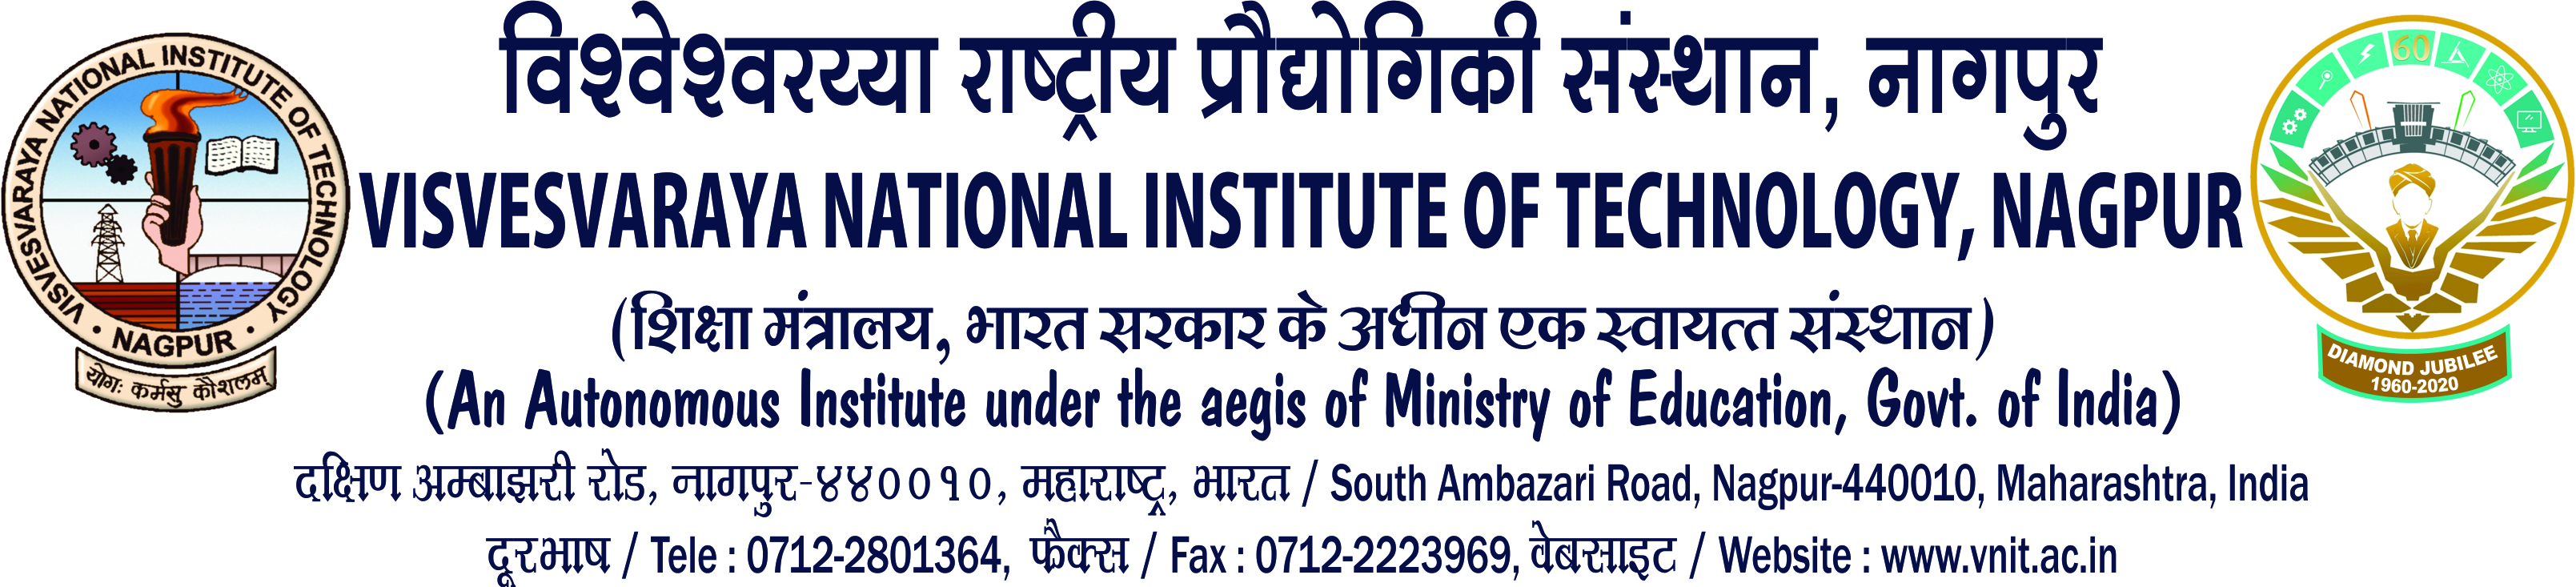 विश्वेश्वरय्या राष्ट्रीय प्रौद्योगिकी संस्थान, नागपुर
VISVESVARAYA NATIONAL INSTITUTE OF TECHNOLOGY, NAGPUR
(शिक्षा मंत्रालय, भारत सरकार के अधीन एक स्वायत्त संस्थान)
(An Autonomous Institute under the aegis of Ministry of Education, Govt. of India)
दक्षिण अम्बाझरी रोड, नागपुर-४४००१०, महाराष्ट्र, भारत / South Ambazari Road, Nagpur-440010, Maharashtra, India
दूरभाष / Tele : 0712-2801364, फैक्स / Fax : 0712-2223969, वेबसाइट / Website : www.vnit.ac.in
VISVESVARAYA NATIONAL INSTITUTE OF TECHNOLOGY
• NAGPUR •
योगः कर्मसु कौशलम्
60
DIAMOND JUBILEE
1960-2020